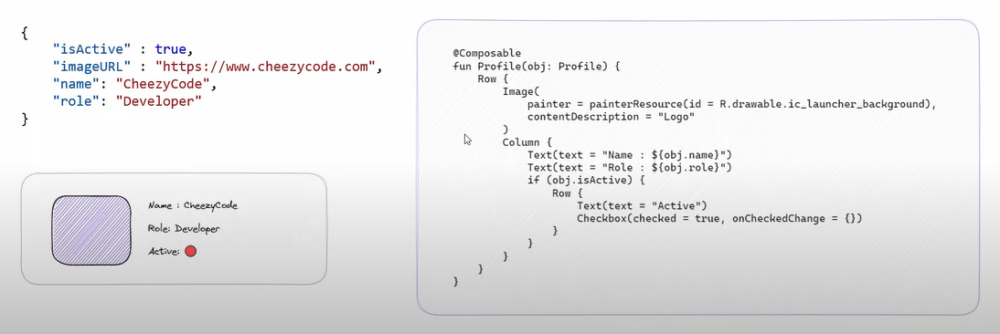 {
    "isActive" : true,
    "imageURL" : "https://www.cheezycode.com",
    "name": "CheezyCode",
    "role": "Developer"
}
Name : CheezyCode
Role: Developer
Active:
@Composable
fun Profile(obj: Profile) {
    Row {
        Image(
            painter = painterResource(id = R.drawable.ic_launcher_background),
            contentDescription = "Logo"
        )
        Column {
            Text(text = "Name : ${obj.name}")
            Text(text = "Role : ${obj.role}")
            if (obj.isActive) {
                Row {
                    Text(text = "Active")
                    Checkbox(checked = true, onCheckedChange = {})
                }
            }
        }
    }
}